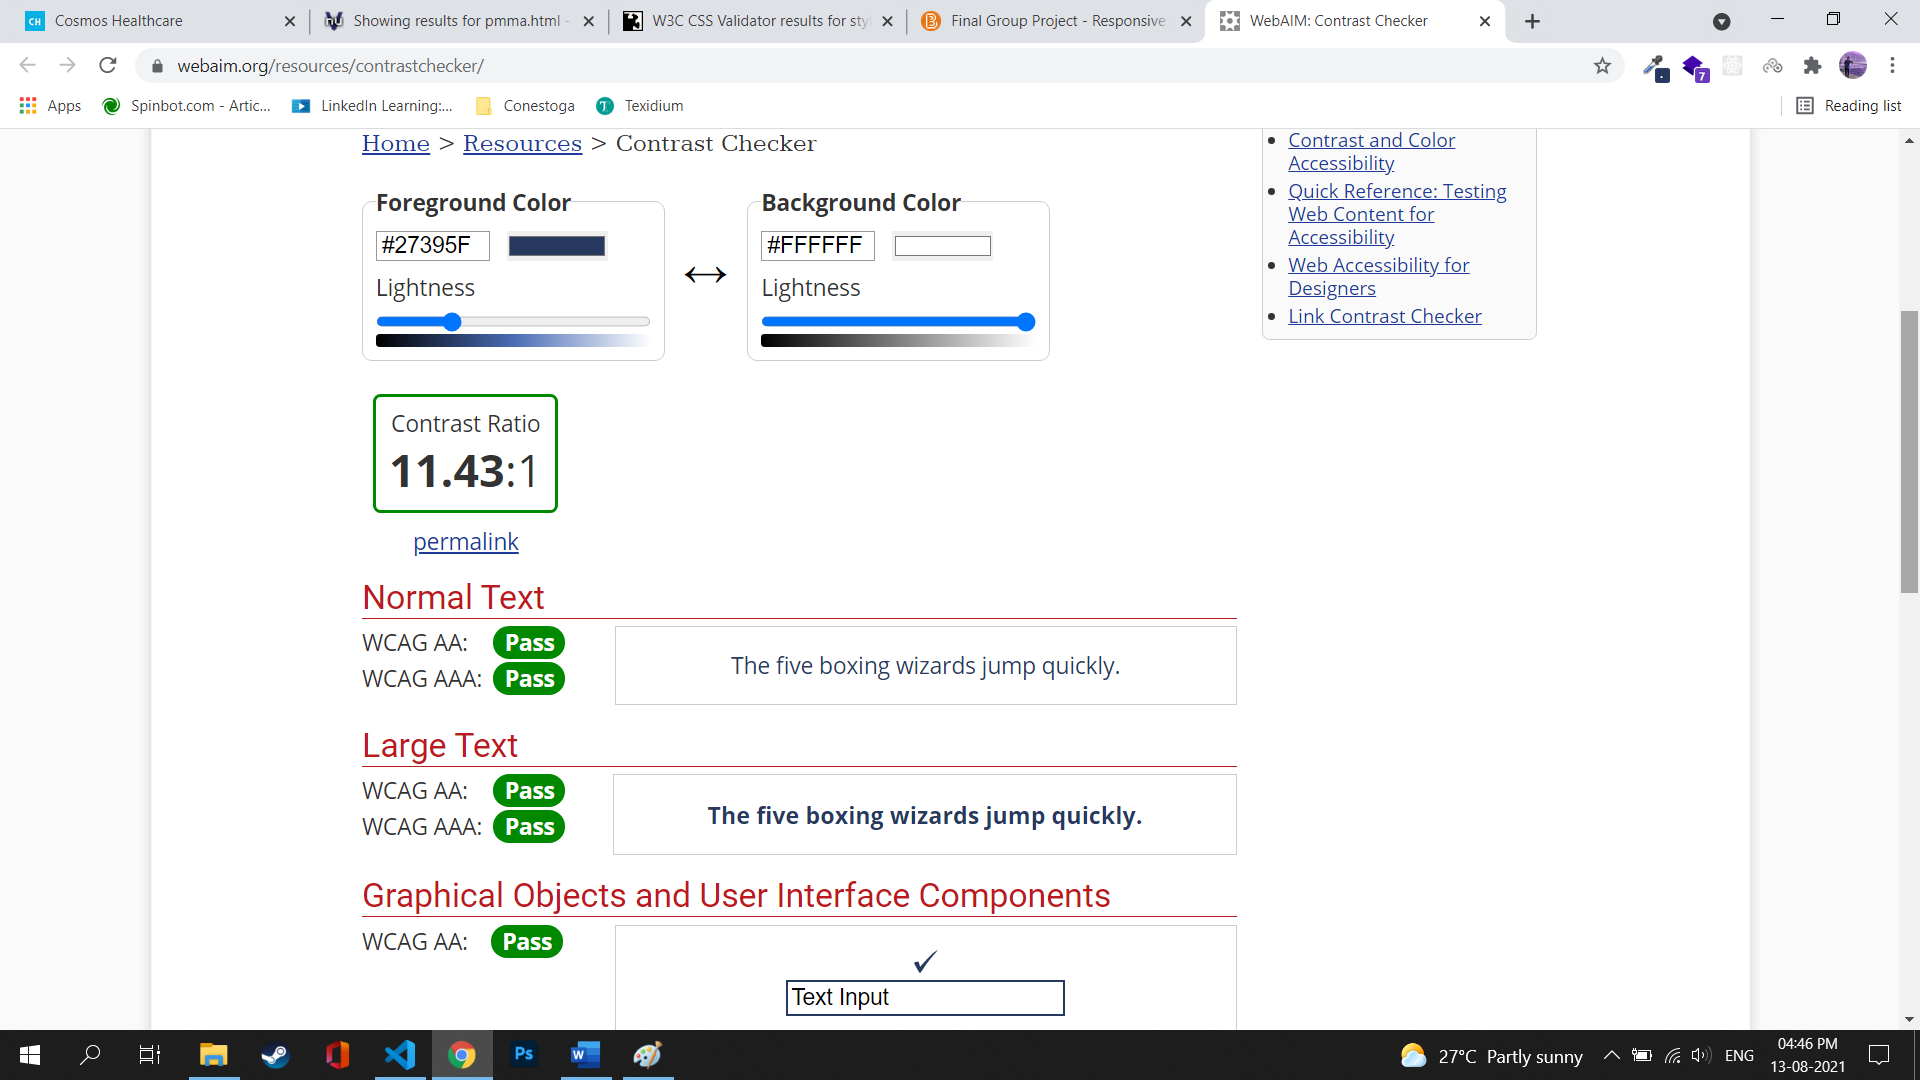 CH Cosmos Healthcare
Showing results for pmma.html -
W3C CSS Validator results for sty
Final Group Project - Responsive
WebAIM: Contrast Checker
webaim.org/resources/contrastchecker/
7
Apps
Spinbot.com - Artic...
LinkedIn Learning:...
Conestoga
Texidium
Reading list
Home > Resources > Contrast Checker
Contrast and Color
Accessibility
Quick Reference: Testing
Web Content for
Accessibility
Web Accessibility for
Designers
Link Contrast Checker
Foreground Color
#27395F
Lightness
Background Color
#FFFFFF
Lightness
Contrast Ratio
11.43:1
permalink
Normal Text
WCAG AA: Pass
WCAG AAA: Pass
The five boxing wizards jump quickly.
Large Text
WCAG AA: Pass
WCAG AAA: Pass
The five boxing wizards jump quickly.
Graphical Objects and User Interface Components
WCAG AA: Pass
Text Input
Ps
W
27°C Partly sunny
ENG
04:46 PM
13-08-2021